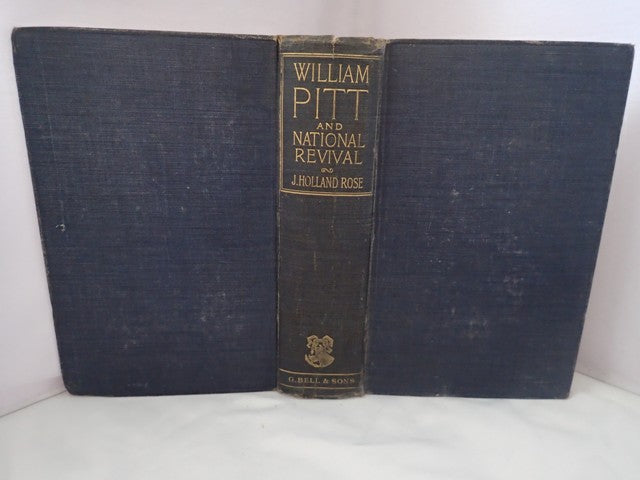 WILLIAM
PITT
AND
NATIONAL
REVIVAL
J. HOLLAND ROSE
G. BELL & SONS